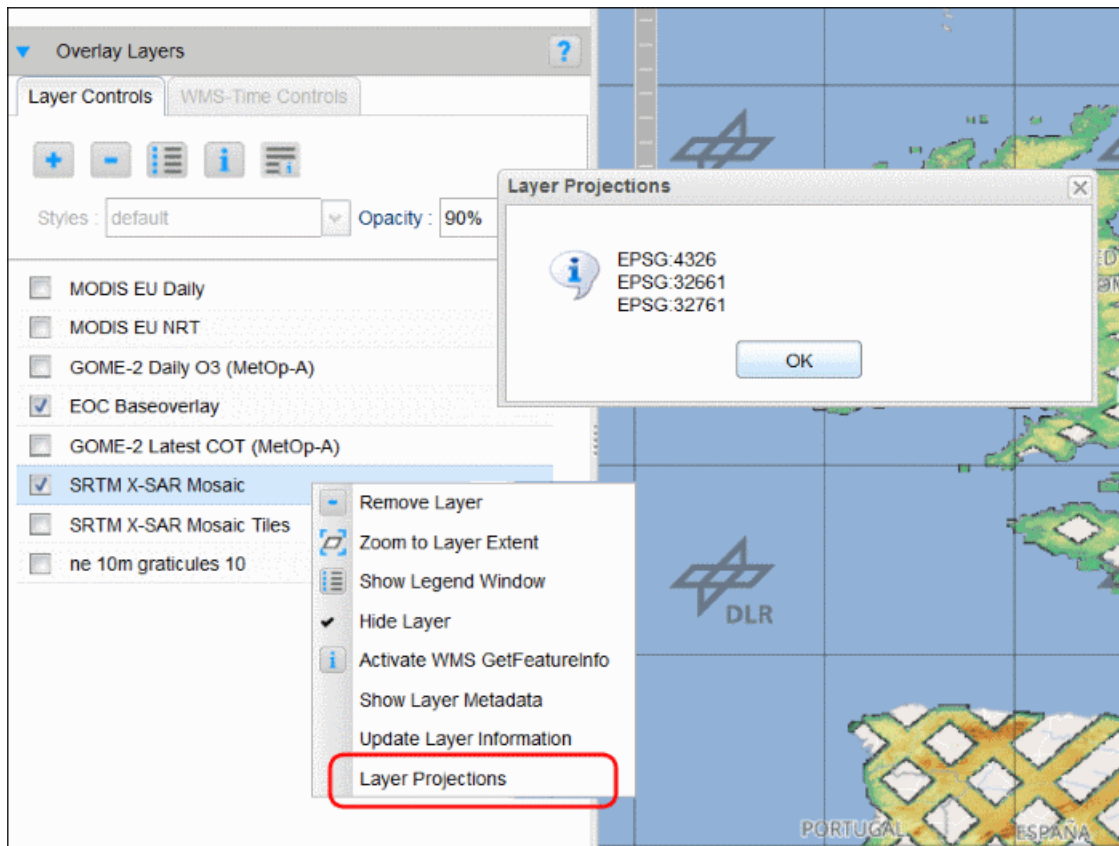 Overlay Layers
?
Layer Controls
WMS-Time Controls
+ - i i
Styles : default
Opacity : 90%
MODIS EU Daily
MODIS EU NRT
GOME-2 Daily O3 (MetOp-A)
EOC Baseoverlay
GOME-2 Latest COT (MetOp-A)
SRTM X-SAR Mosaic
SRTM X-SAR Mosaic Tiles
ne 10m graticules 10
Remove Layer
Zoom to Layer Extent
Show Legend Window
Hide Layer
Activate WMS GetFeatureInfo
Show Layer Metadata
Update Layer Information
Layer Projections
Layer Projections
EPSG:4326
EPSG:32661
EPSG:32761
OK
DLR
PORTUGAL
ESPAÑA